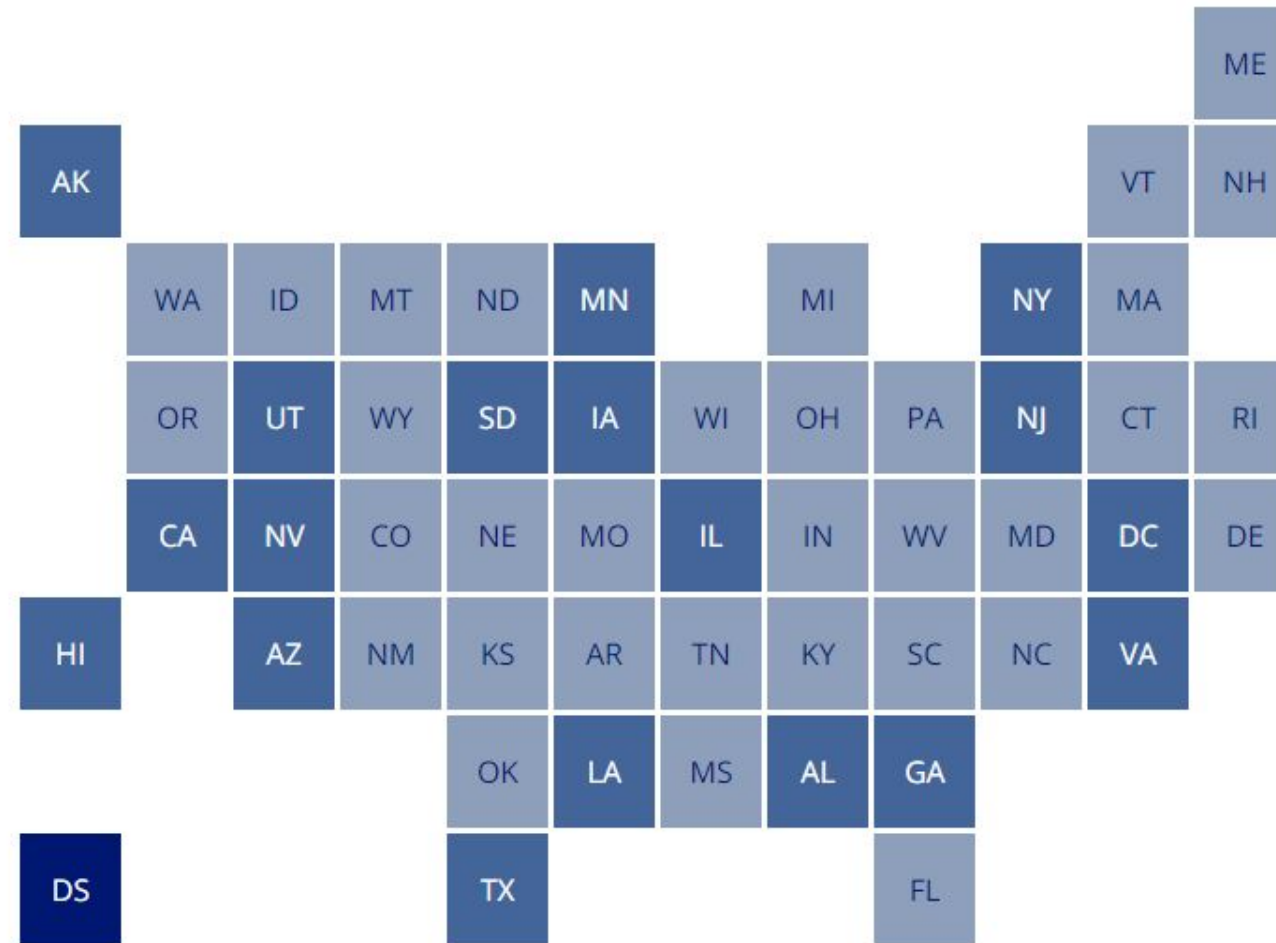 ME
AK VT NH
WA ID MT ND MN MI NY MA
OR UT WY SD IA WI OH PA NJ CT RI
CA NV CO NE MO IL IN WV MD DC DE
HI AZ NM KS AR TN KY SC NC VA
OK LA MS AL GA
DS TX FL